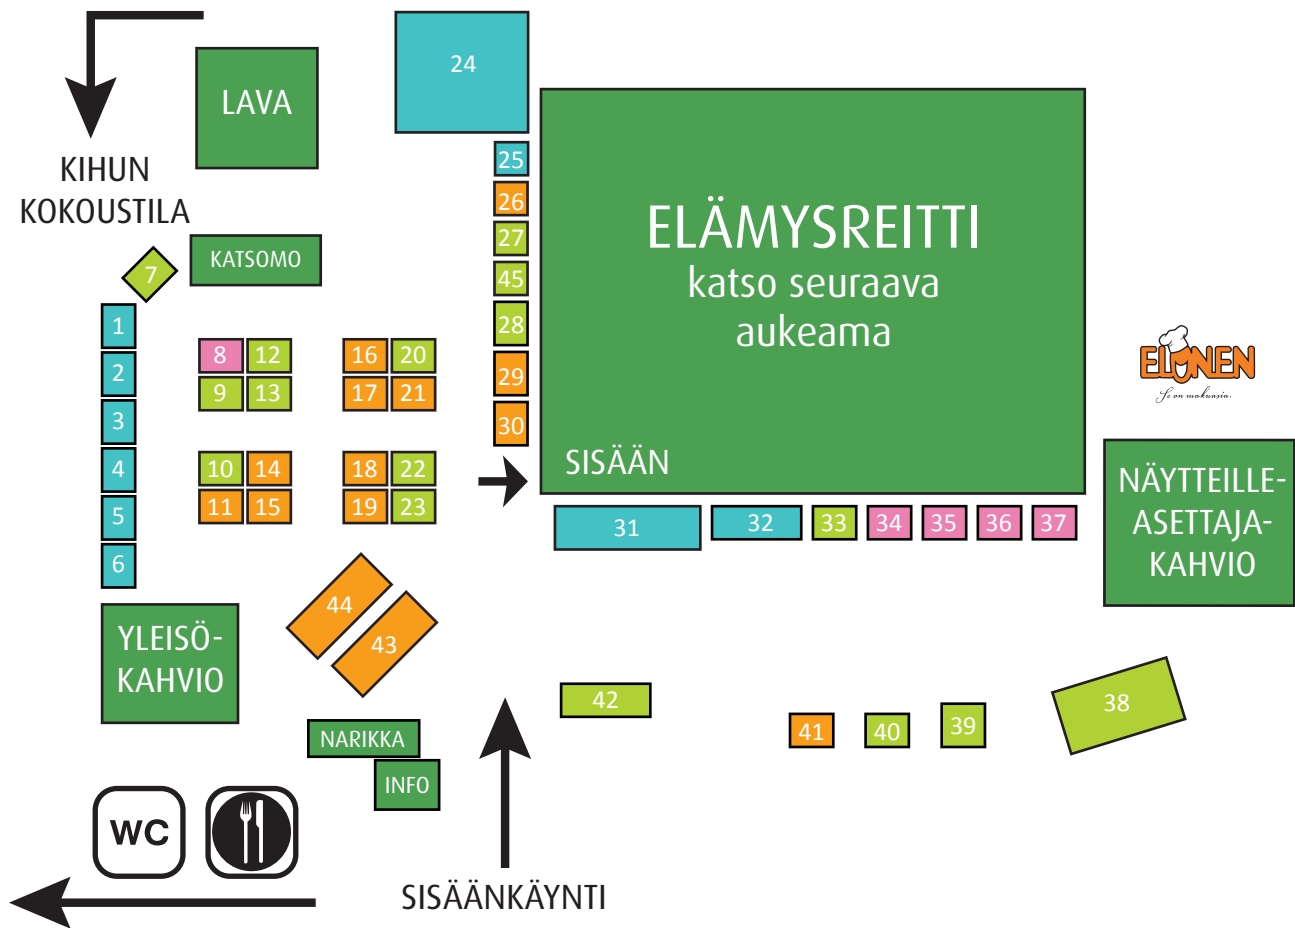 24
LAVA
KIHUN
KOKOUSTILA
25
26
27
45
28
29
30
ELÄMYSREITTI
katso seuraava
aukeama
SISÄÄN
KATSOMO
7
1
2
3
4
5
6
8 12
9 13
16 20
17 21
10 14
11 15
18 22
19 23
ELONEN
Se on makuasia.
NÄYTTEILLE-
ASETTAJA-
KAHVIO
31 32 33 34 35 36 37
44
43
YLEISÖ-
KAHVIO
42
41 40 39 38
NARIKKA
INFO
WC
SISÄÄNKÄYNTI